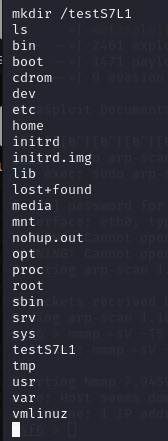 mkdir /testS7L1
ls
bin
boot
cdrom
dev
etc
home
initrd
initrd.img
lib
lost+found
media
mnt
nohup.out
opt
proc
root
sbin
srv
sys
testS7L1
tmp
usr
var
vmlinuz